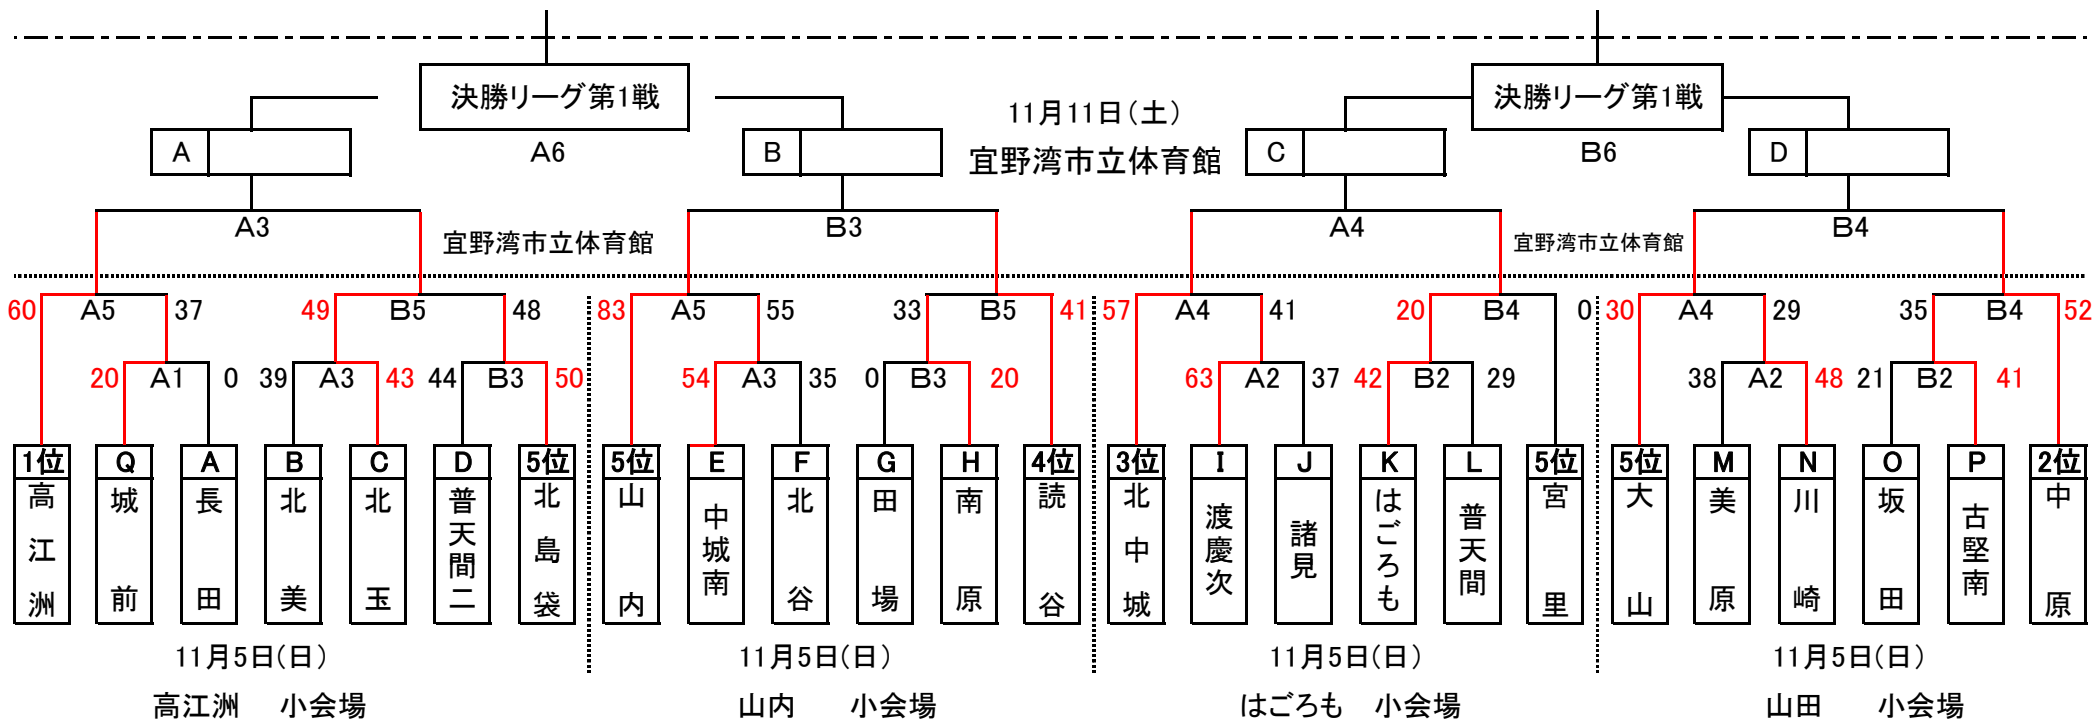 決勝リーグ第1戦
決勝リーグ第1戦
11月11日(土)
A
A6
B
宜野湾市立体育館
C
B6
D
A3
宜野湾市立体育館
B3
A4
宜野湾市立体育館
B4
60 A5 37 49 B5 48 83 A5 55 33 B5 41 57 A4 41 20 B4 0 30 A4 29 35 B4 52
20 A1 0 39 A3 43 44 B3 50 54 A3 35 0 B3 20 63 A2 37 42 B2 29 38 A2 48 21 B2 41
1位 Q A B C D 5位 5位 E F G H 4位 3位 I J K L 5位 5位 M N O P 2位
高江洲
城前
長田
北美
北玉
普天間二
北島袋
山内
中城南
北谷
田場
南原
読谷
北中城
渡慶次
諸見
はごろも
普天間
宮里
大山
美原
川崎
坂田
古堅南
中原
11月5日(日)
11月5日(日)
11月5日(日)
11月5日(日)
高江洲 小会場
山内 小会場
はごろも 小会場
山田 小会場